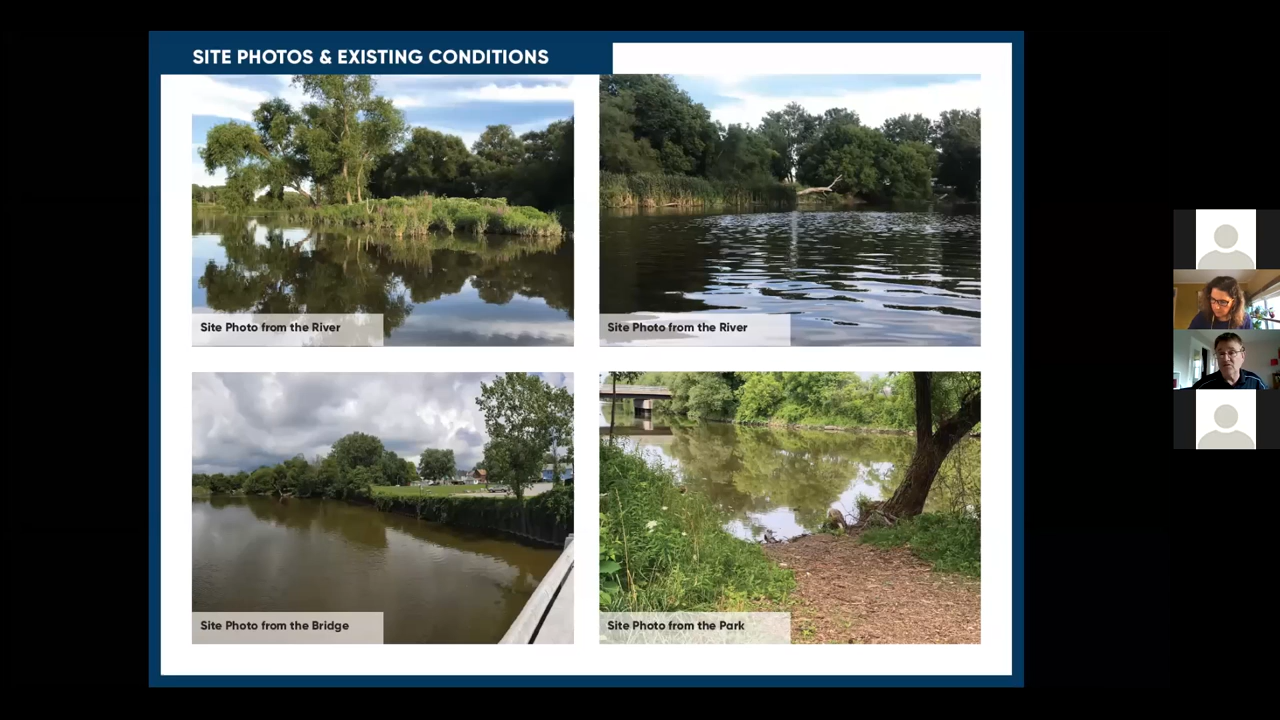 SITE PHOTOS & EXISTING CONDITIONS
Site Photo from the River
Site Photo from the River
Site Photo from the Bridge
Site Photo from the Park